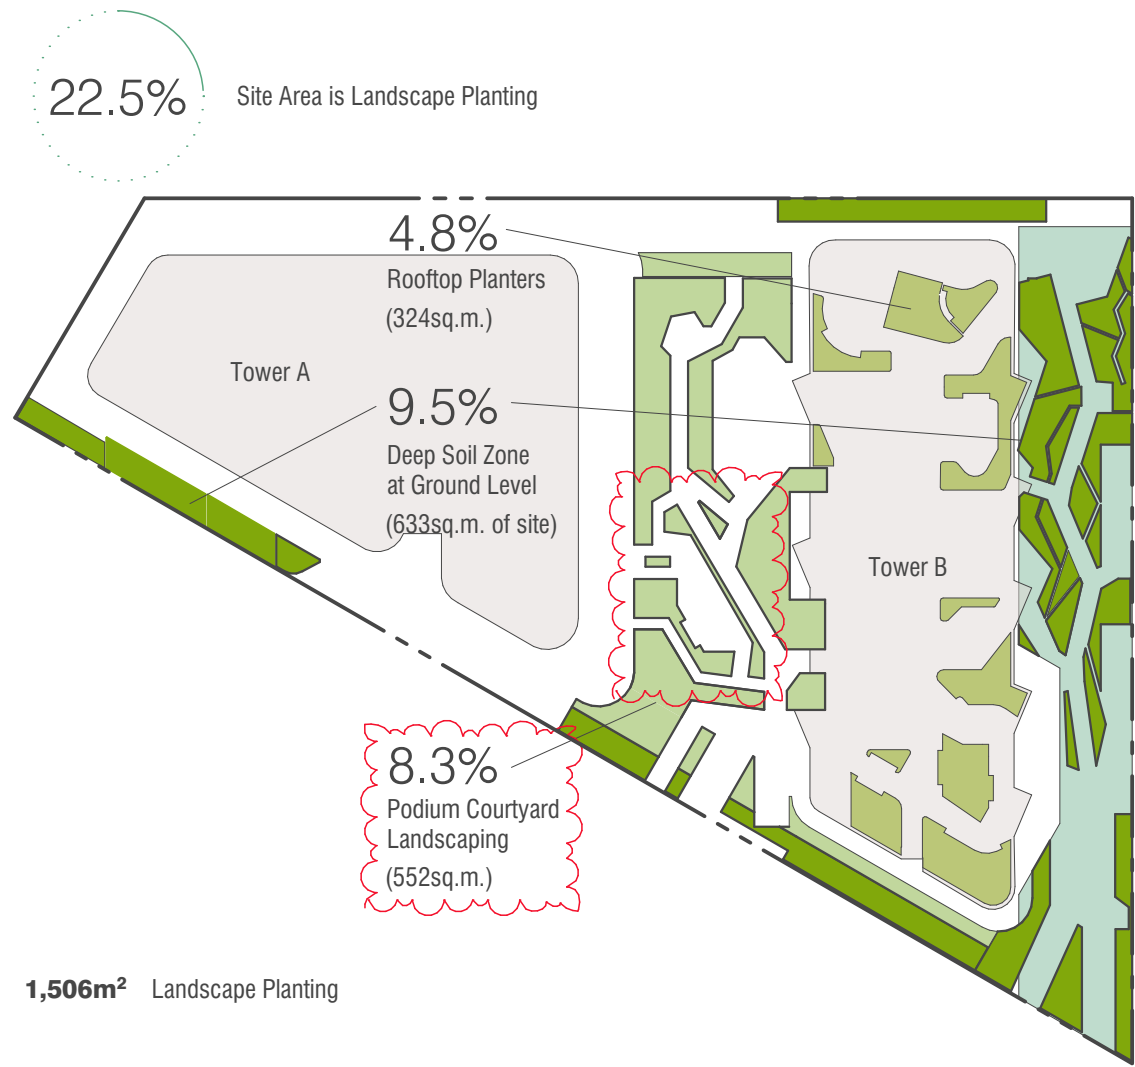 22.5%
Site Area is Landscape Planting
4.8%
Rooftop Planters
(324sq.m.)
Tower A
9.5%
Deep Soil Zone
at Ground Level
(633sq.m. of site)
Tower B
8.3%
Podium Courtyard
Landscaping
(552sq.m.)
1,506m² Landscape Planting